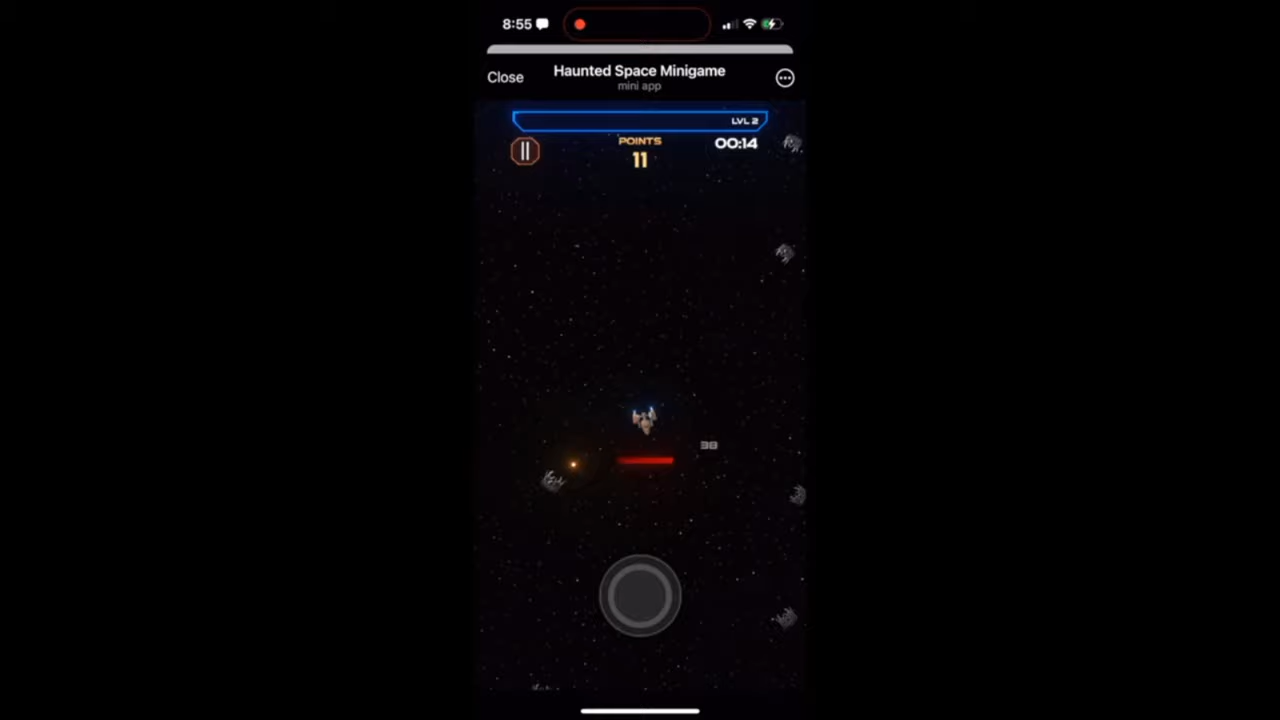 8:55
Close
Haunted Space Minigame
mini app
LVL 2
POINTS
11
00:14
38